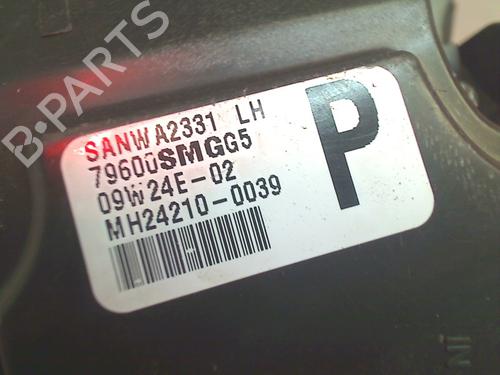 B-PARTS
SANWA2331 LH
79600SMGG5
09W24E-02
MH24210-0039
P